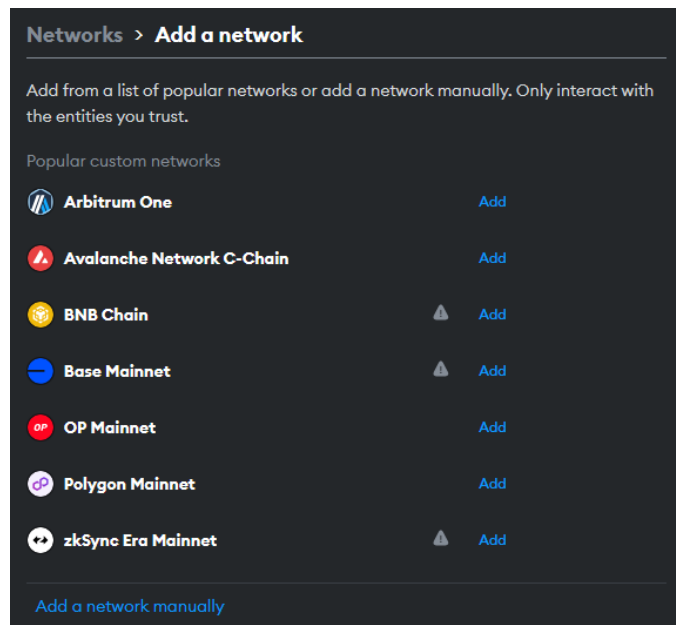 Networks > Add a network
Add from a list of popular networks or add a network manually. Only interact with
the entities you trust.
Popular custom networks
Arbitrum One Add
Avalanche Network C-Chain Add
BNB Chain Add
Base Mainnet Add
OP OP Mainnet Add
Polygon Mainnet Add
zkSync Era Mainnet Add
Add a network manually